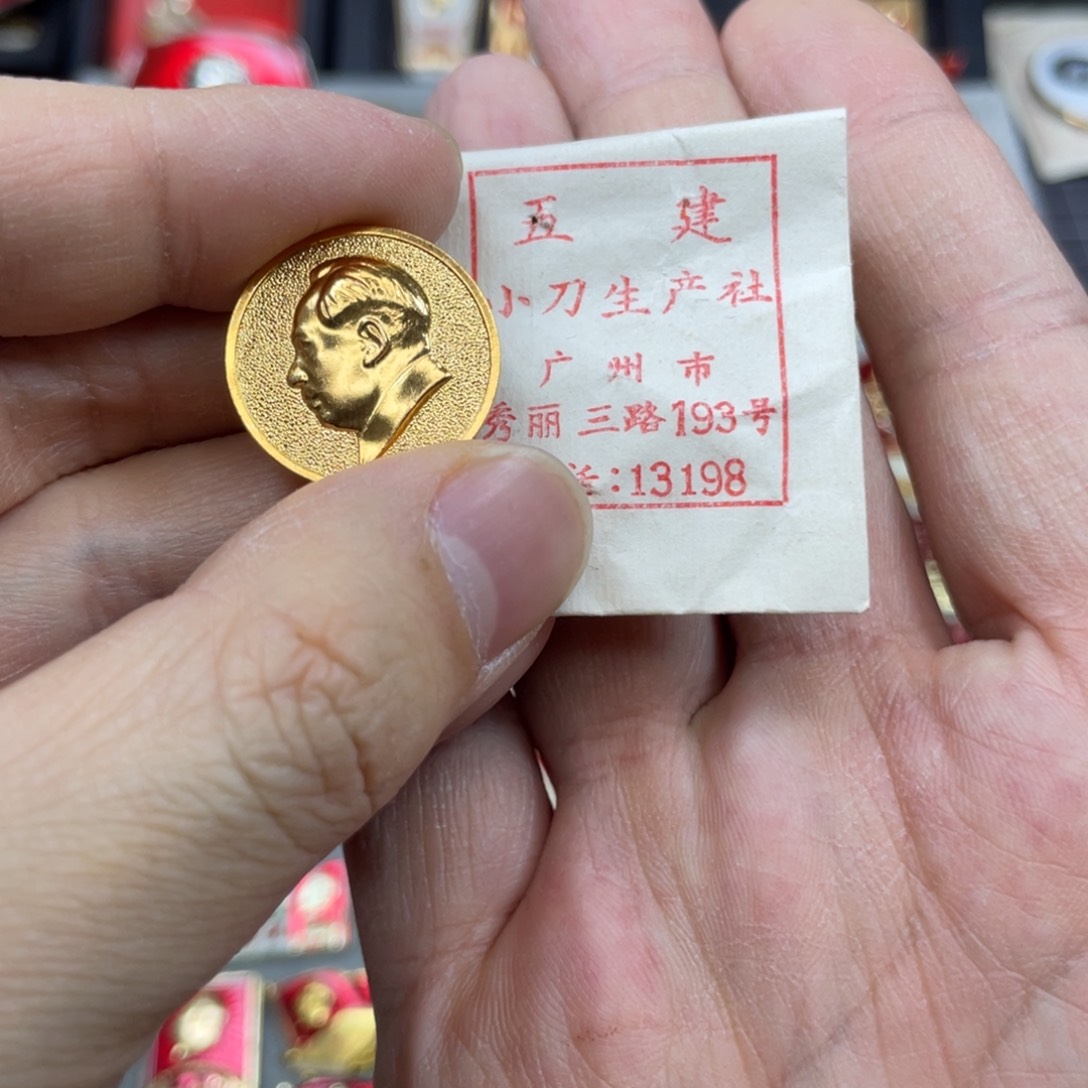 五 建
小刀生产社
广州市
秀丽三路193号
话:13198